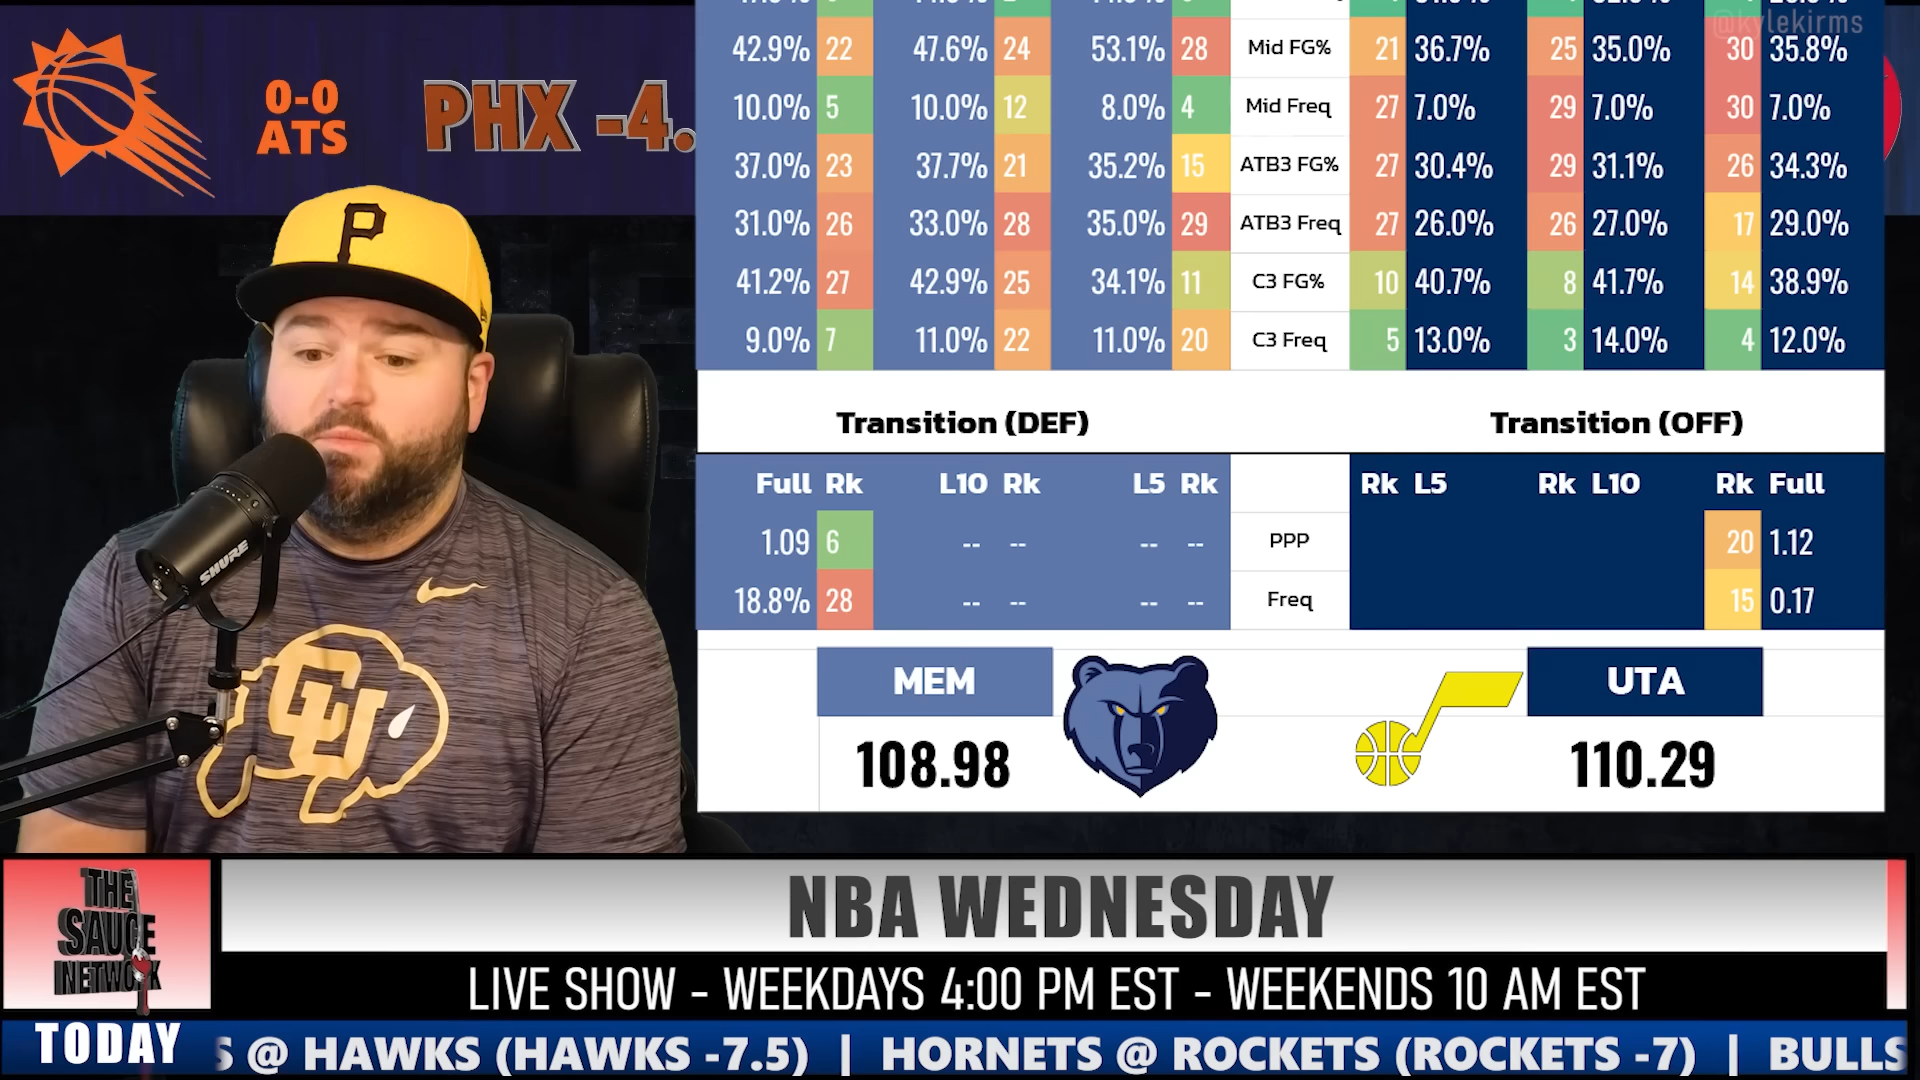 @kylekirms
0-0
ATS
PHX -4.
42.9% 22 47.6% 24 53.1% 28 Mid FG% 21 36.7% 25 35.0% 30 35.8%
10.0% 5 10.0% 12 8.0% 4 Mid Freq 27 7.0% 29 7.0% 30 7.0%
37.0% 23 37.7% 21 35.2% 15 ATB3 FG% 27 30.4% 29 31.1% 26 34.3%
31.0% 26 33.0% 28 35.0% 29 ATB3 Freq 27 26.0% 26 27.0% 17 29.0%
41.2% 27 42.9% 25 34.1% 11 C3 FG% 10 40.7% 8 41.7% 14 38.9%
9.0% 7 11.0% 22 11.0% 20 C3 Freq 5 13.0% 3 14.0% 4 12.0%
Transition (DEF) Transition (OFF)
Full Rk L10 Rk L5 Rk Rk L5 Rk L10 Rk Full
1.09 6 -- -- -- -- PPP 20 1.12
18.8% 28 -- -- -- -- Freq 15 0.17
MEM UTA
108.98 110.29
P
SHURE
CU
THE
SAUCE
NETWORK
NBA WEDNESDAY
LIVE SHOW - WEEKDAYS 4:00 PM EST - WEEKENDS 10 AM EST
TODAY S @ HAWKS (HAWKS -7.5) | HORNETS @ ROCKETS (ROCKETS -7) | BULLS